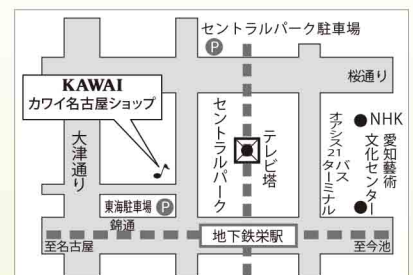 セントラルパーク駐車場
P
桜通り
KAWAI
カワイ名古屋ショップ
大津通り
セントラルパーク
テレビ塔
オアシス21バスターミナル
NHK
愛知藝術
文化センター
東海駐車場 P
錦通
地下鉄栄駅
至名古屋
至今池